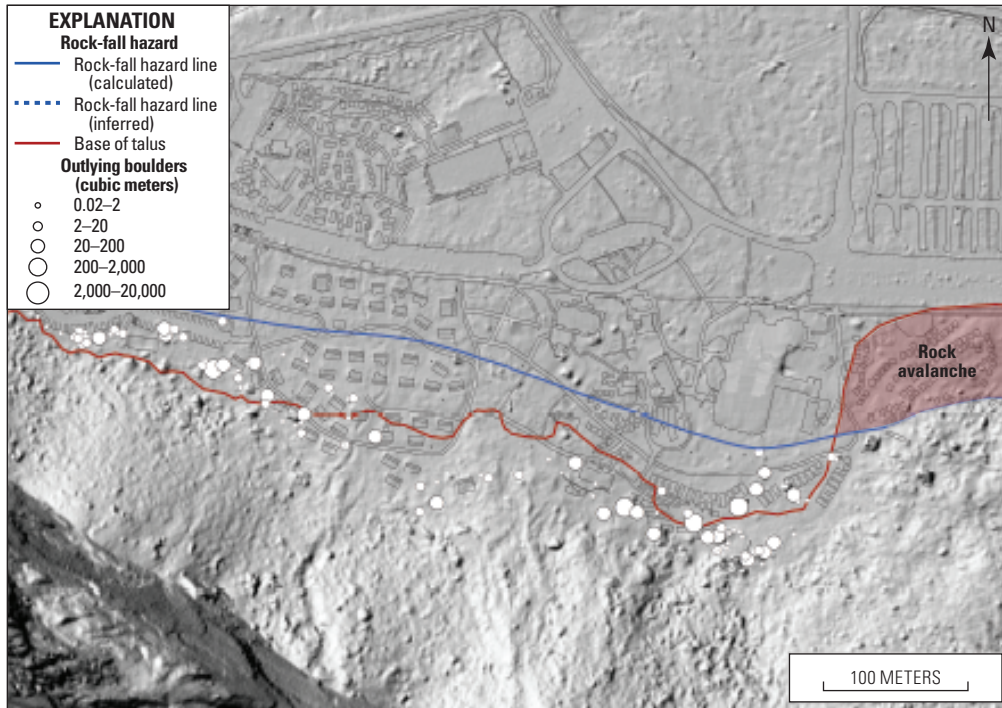 EXPLANATION
Rock-fall hazard
Rock-fall hazard line
(calculated)
Rock-fall hazard line
(inferred)
Base of talus
Outlying boulders
(cubic meters)
0.02–2
2–20
20–200
200–2,000
2,000–20,000
N
Rock
avalanche
100 METERS